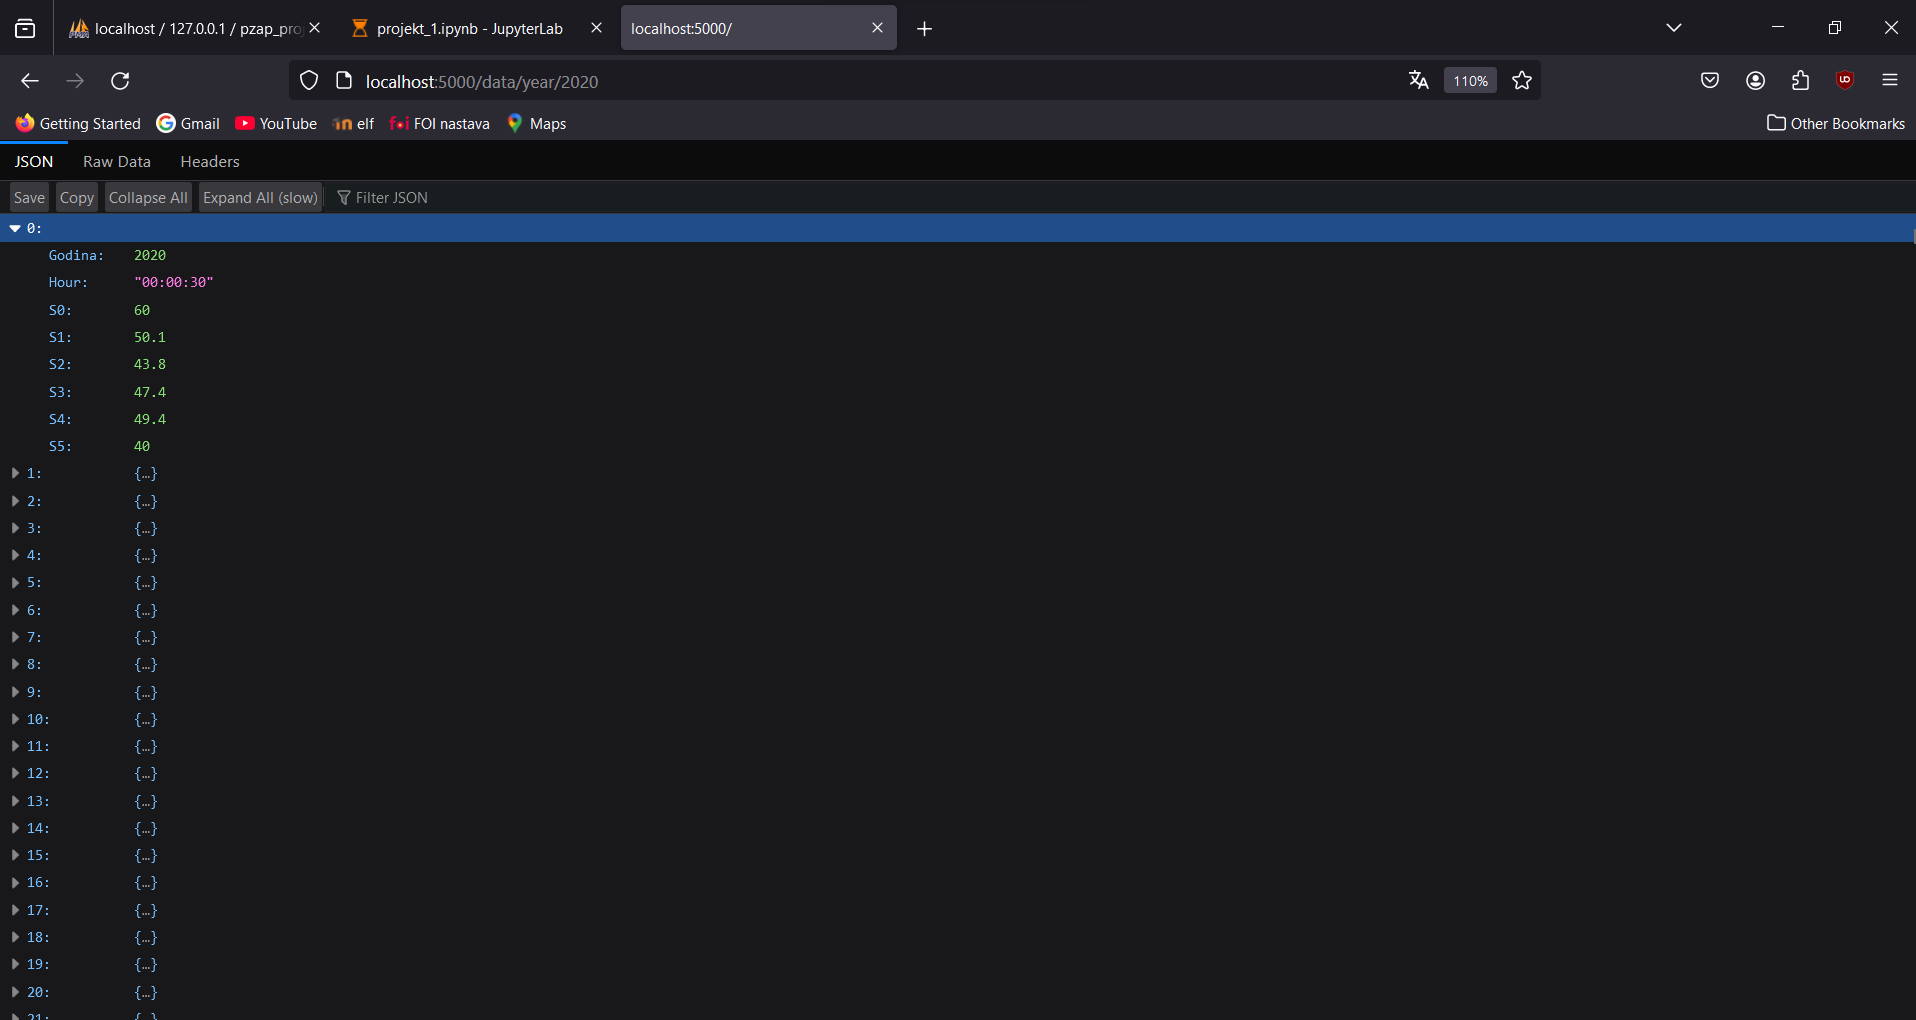 localhost / 127.0.0.1 / pzap_proj
projekt_1.ipynb - JupyterLab
localhost:5000/
localhost:5000/data/year/2020
110%
Getting Started
Gmail
YouTube
elf
FOI nastava
Maps
Other Bookmarks
JSON Raw Data Headers
Save Copy Collapse All Expand All (slow) Filter JSON
0:
Godina: 2020
Hour: "00:00:30"
S0: 60
S1: 50.1
S2: 43.8
S3: 47.4
S4: 49.4
S5: 40
1: {…}
2: {…}
3: {…}
4: {…}
5: {…}
6: {…}
7: {…}
8: {…}
9: {…}
10: {…}
11: {…}
12: {…}
13: {…}
14: {…}
15: {…}
16: {…}
17: {…}
18: {…}
19: {…}
20: {…}
21: {…}